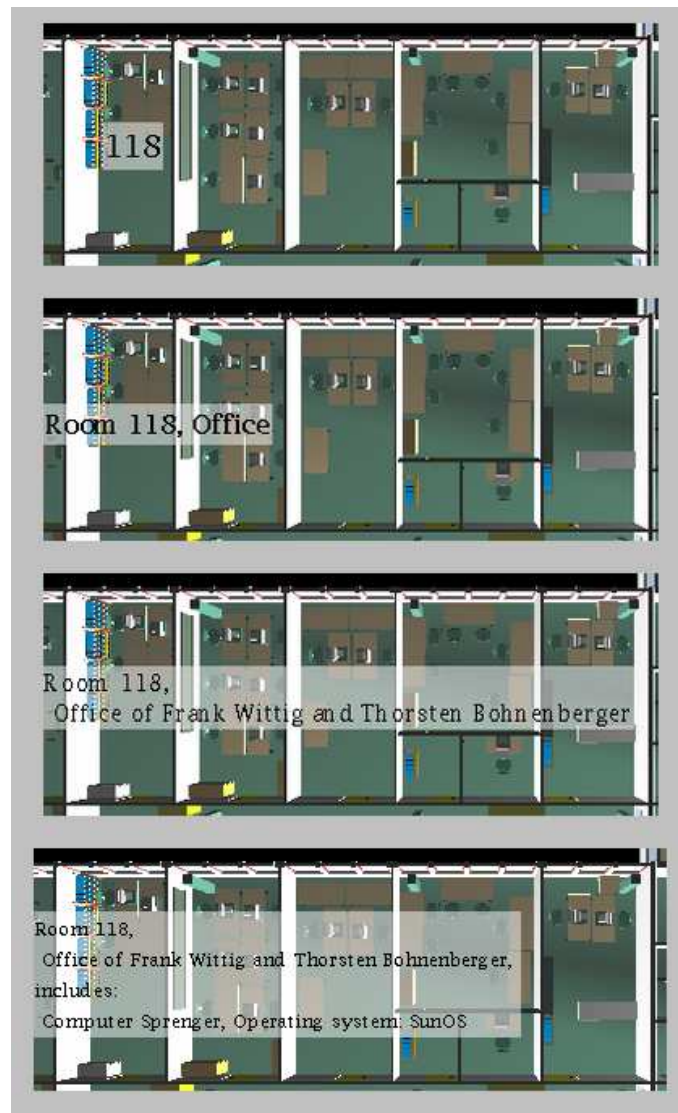 118
Room 118, Office
Room 118,
Office of Frank Wittig and Thorsten Bohnenberger
Room 118,
Office of Frank Wittig and Thorsten Bohnenberger,
includes:
Computer Sprenger, Operating system: SunOS